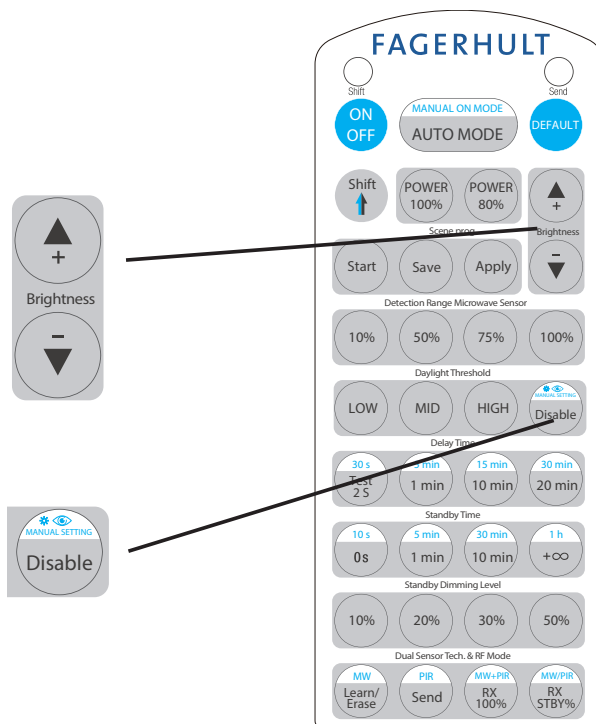 FAGERHULT
Shift
Send
ON
OFF
MANUAL ON MODE
AUTO MODE
DEFAULT
Shift
POWER
100%
POWER
80%
+
Scene prog.
Brightness
Start
Save
Apply
−
+
Brightness
−
Detection Range Microwave Sensor
10%
50%
75%
100%
Daylight Threshold
LOW
MID
HIGH
MANUAL SETTING
Disable
Delay Time
30 s
Test
2 S
5 min
1 min
15 min
10 min
30 min
20 min
MANUAL SETTING
Disable
Standby Time
10 s
0s
5 min
1 min
30 min
10 min
1 h
+∞
Standby Dimming Level
10%
20%
30%
50%
Dual Sensor Tech. & RF Mode
MW
Learn/
Erase
PIR
Send
MW+PIR
RX
100%
MW/PIR
RX
STBY%